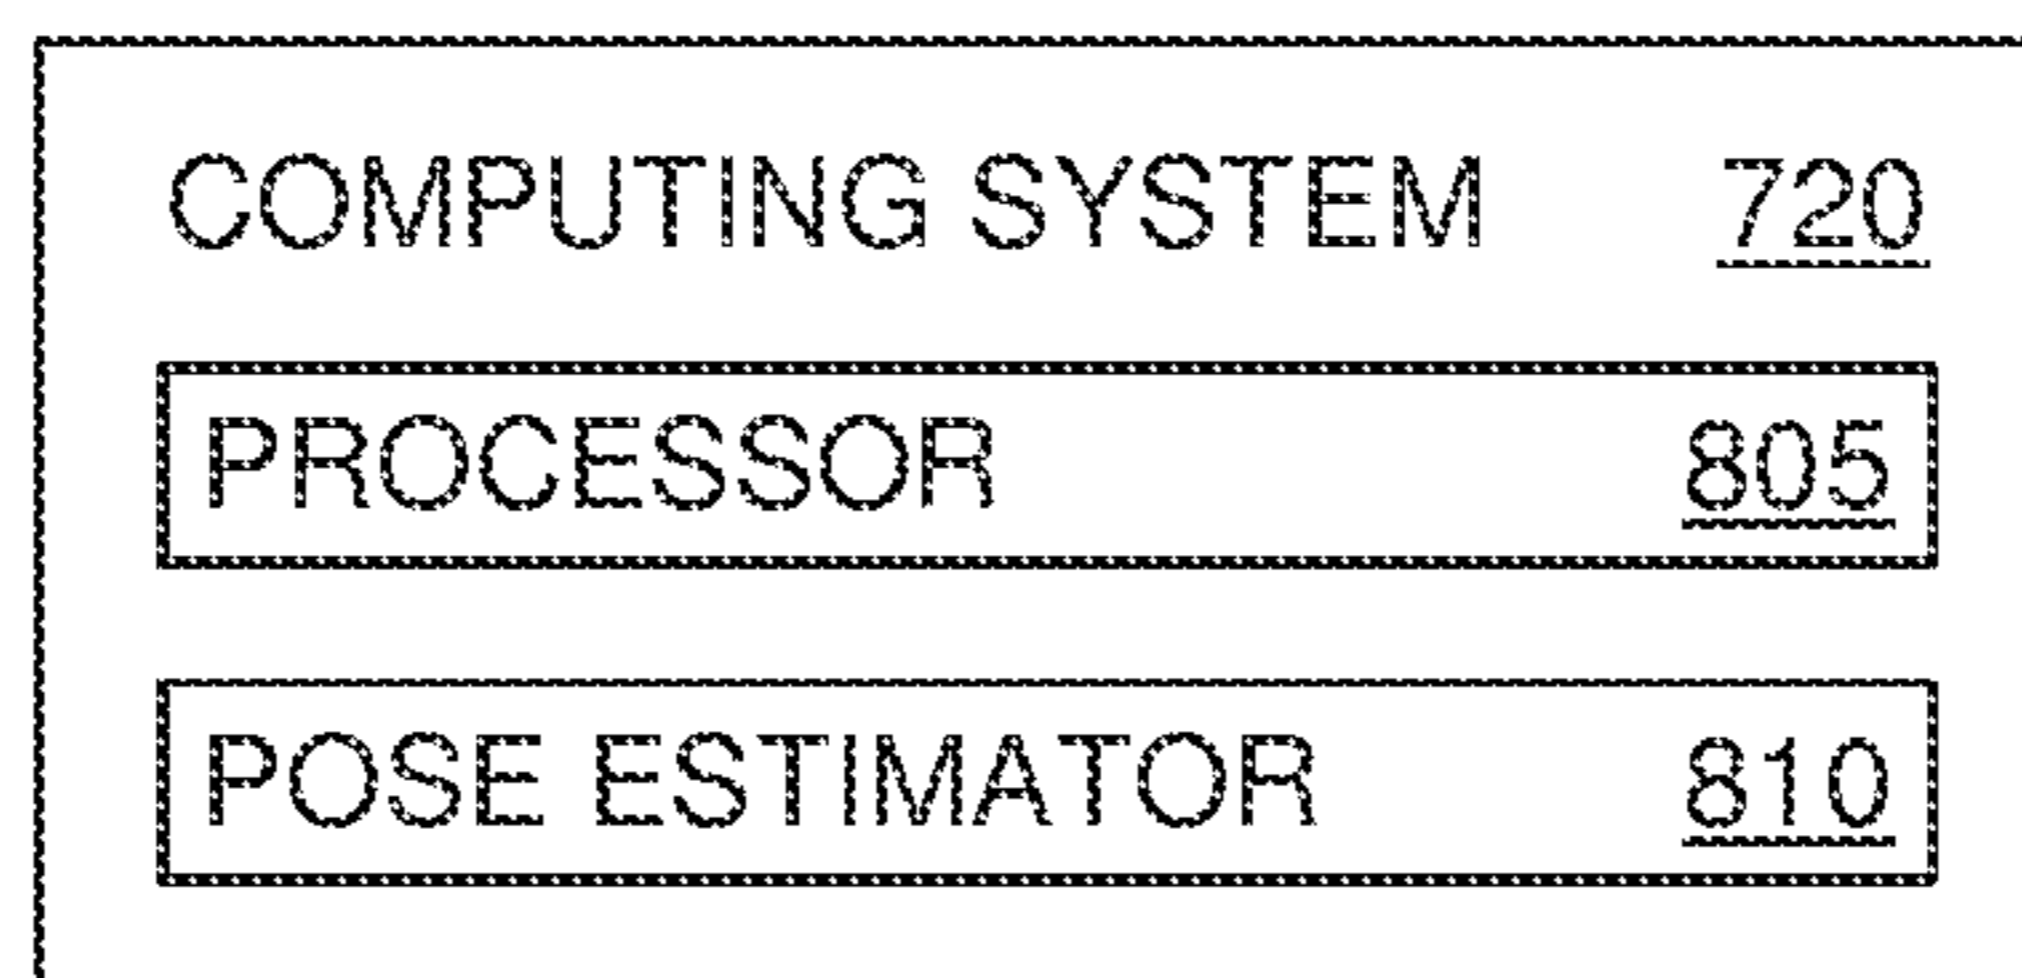 COMPUTING SYSTEM 720
PROCESSOR 805
POSE ESTIMATOR 810